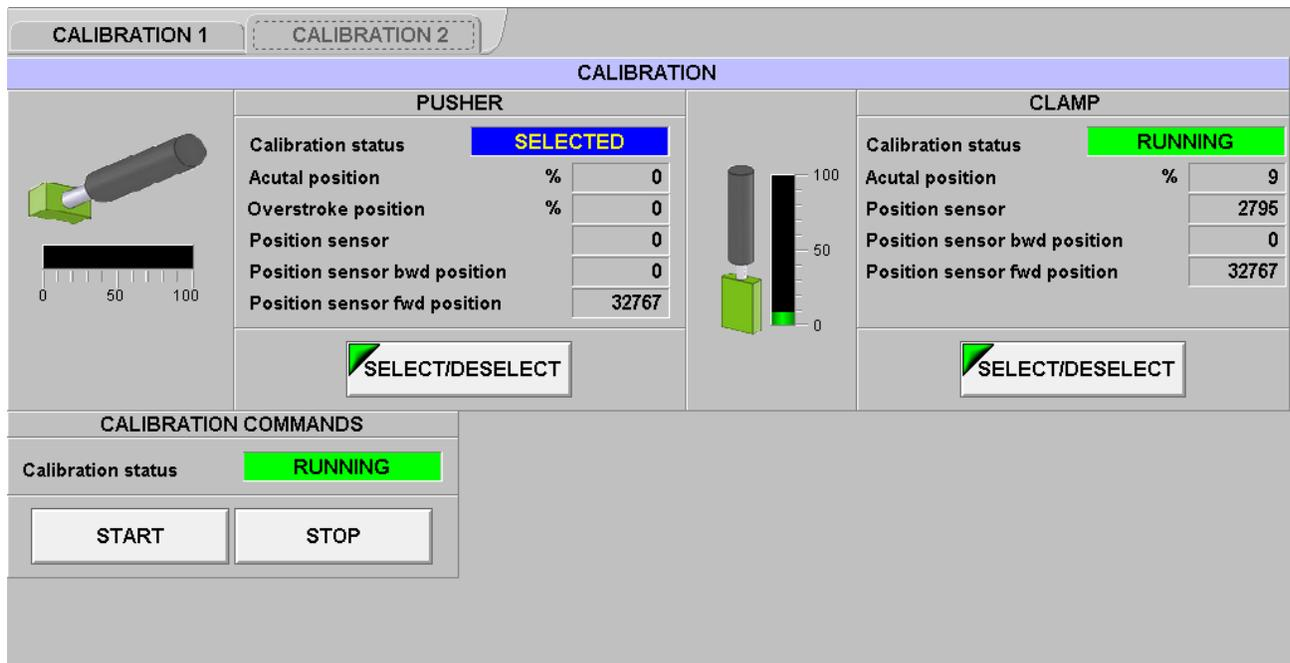 CALIBRATION 1
CALIBRATION 2
CALIBRATION
PUSHER
Calibration status SELECTED
Acutal position % 0
Overstroke position % 0
Position sensor 0
Position sensor bwd position 0
Position sensor fwd position 32767
SELECT/DESELECT
0 50 100
CLAMP
Calibration status RUNNING
Acutal position % 9
Position sensor 2795
Position sensor bwd position 0
Position sensor fwd position 32767
SELECT/DESELECT
100
50
0
CALIBRATION COMMANDS
Calibration status RUNNING
START STOP